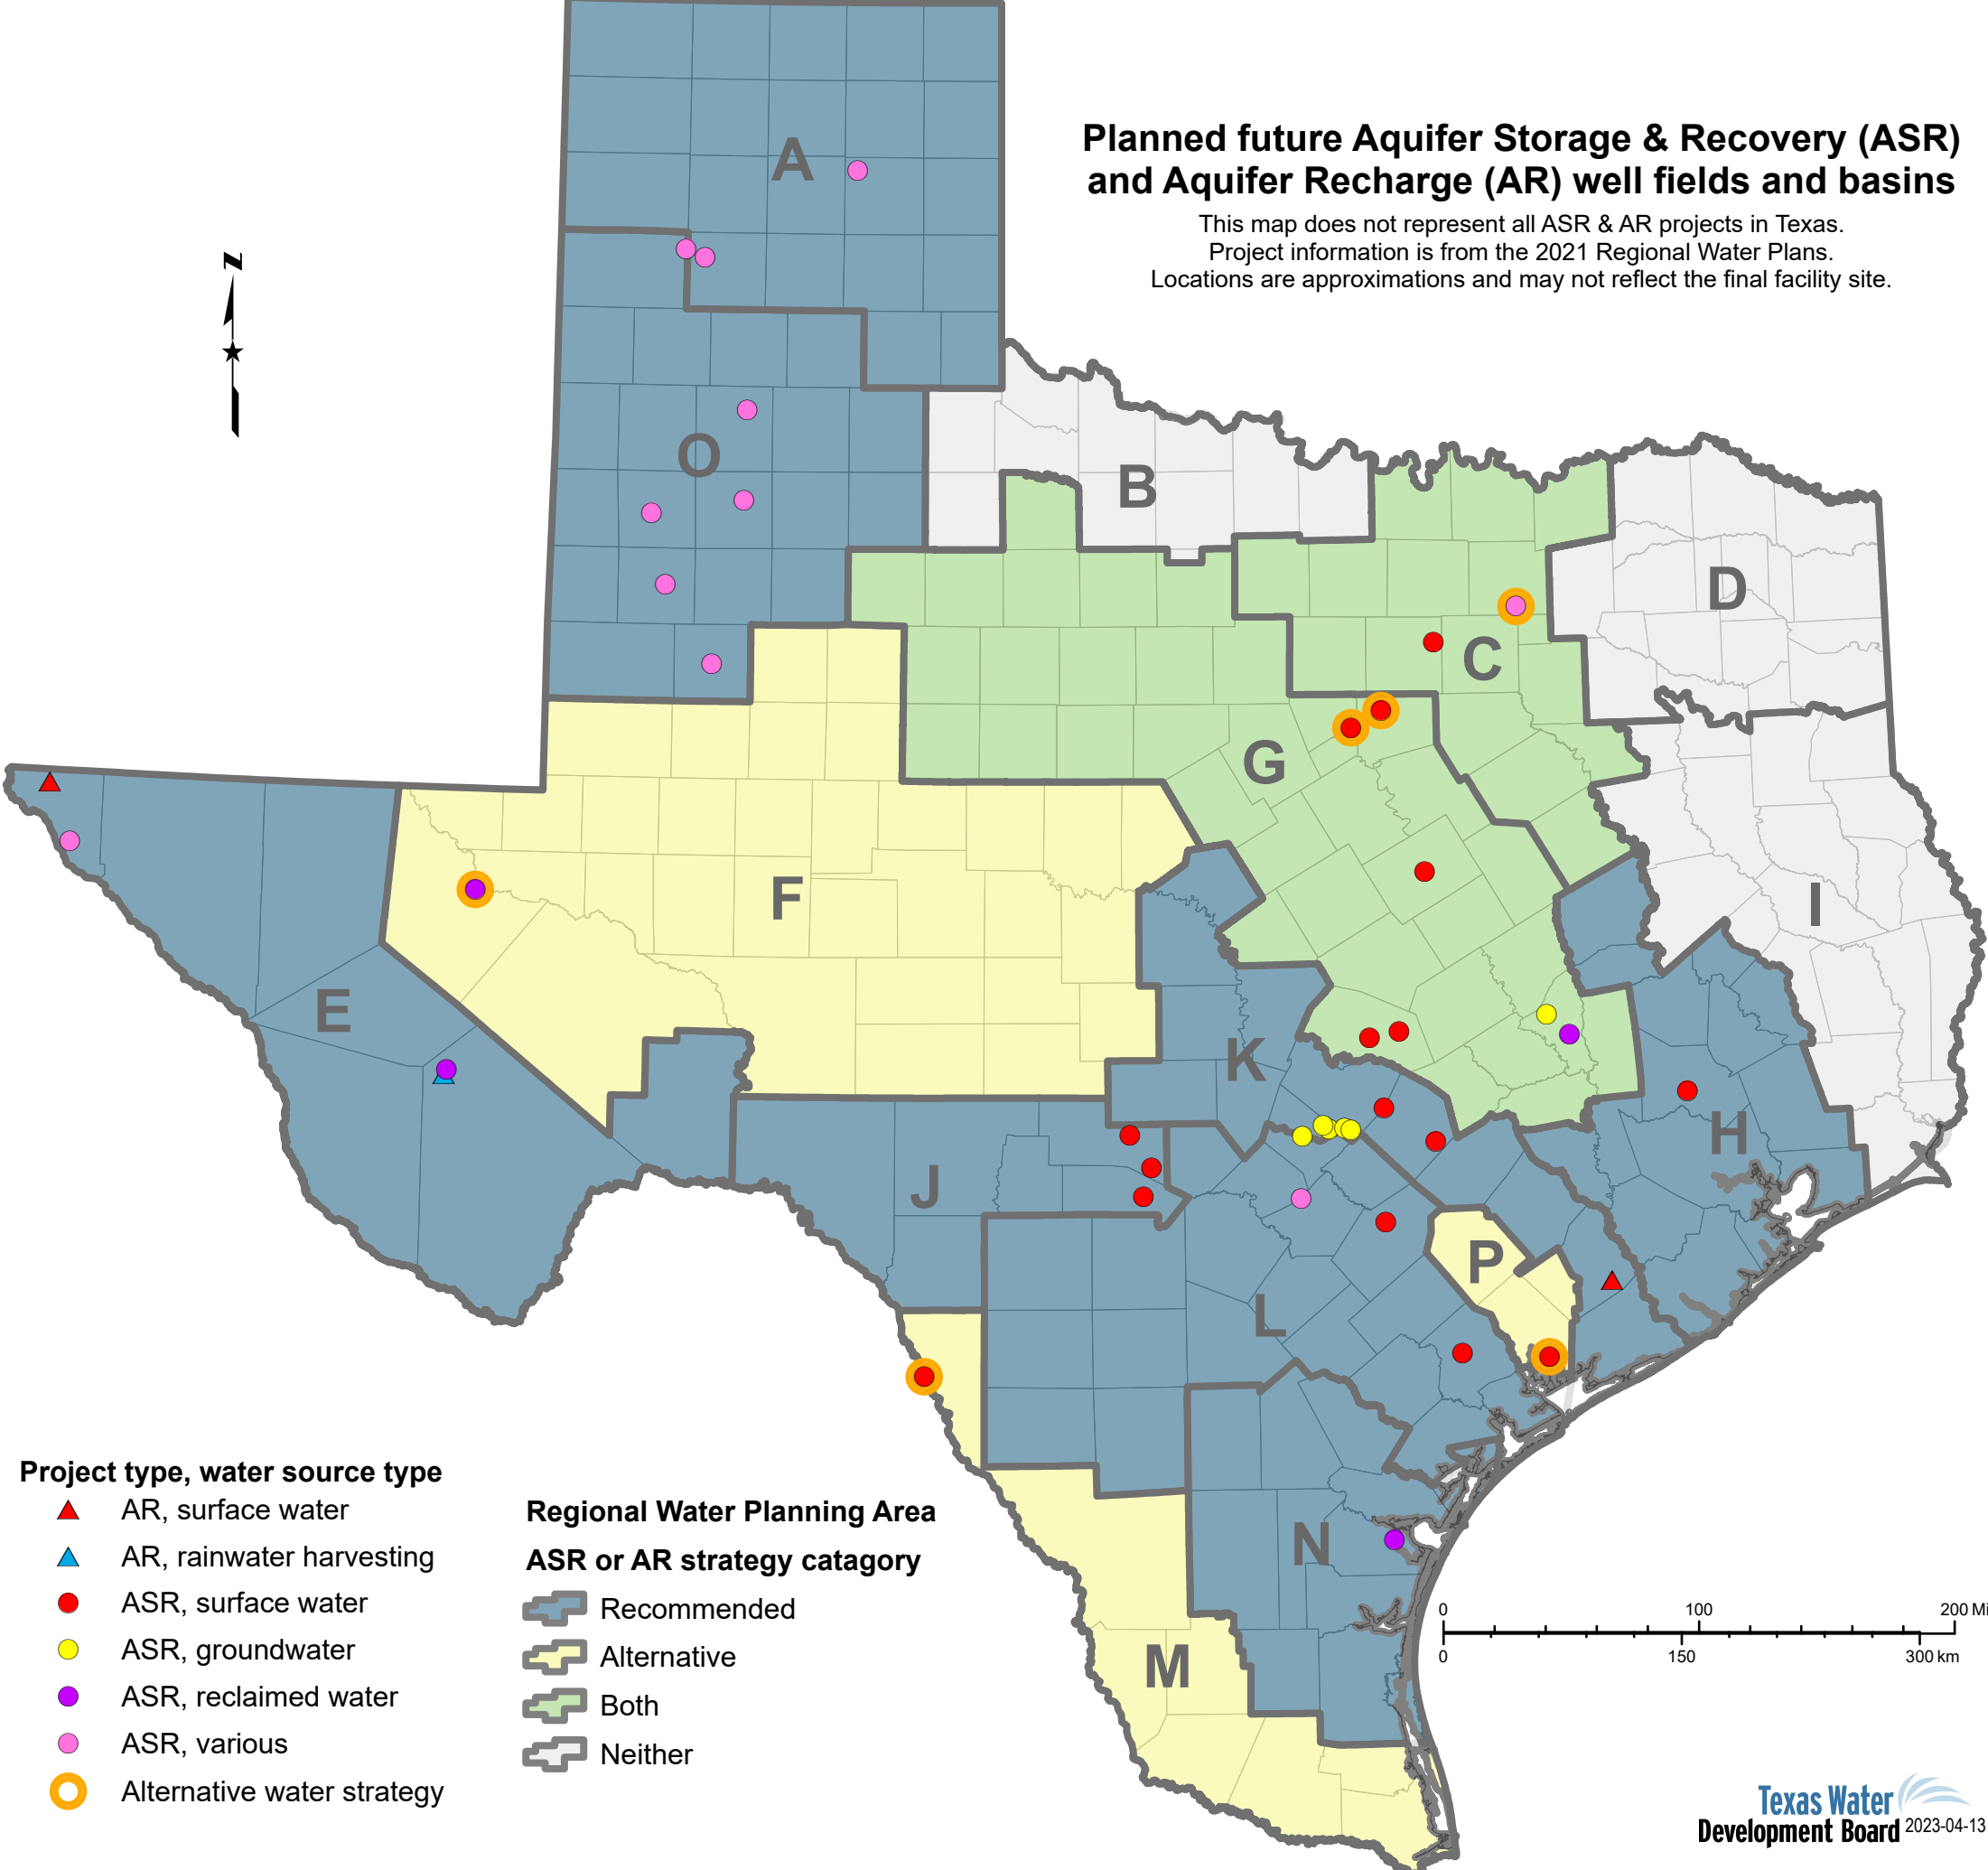 Planned future Aquifer Storage & Recovery (ASR)
and Aquifer Recharge (AR) well fields and basins
This map does not represent all ASR & AR projects in Texas.
Project information is from the 2021 Regional Water Plans.
Locations are approximations and may not reflect the final facility site.
N
A
O
B
D
C
G
F
I
E
K
H
J
P
L
N
M
Project type, water source type
AR, surface water
AR, rainwater harvesting
ASR, surface water
ASR, groundwater
ASR, reclaimed water
ASR, various
Alternative water strategy
Regional Water Planning Area
ASR or AR strategy catagory
Recommended
Alternative
Both
Neither
0 100 200 Mi
0 150 300 km
Texas Water
Development Board 2023-04-13